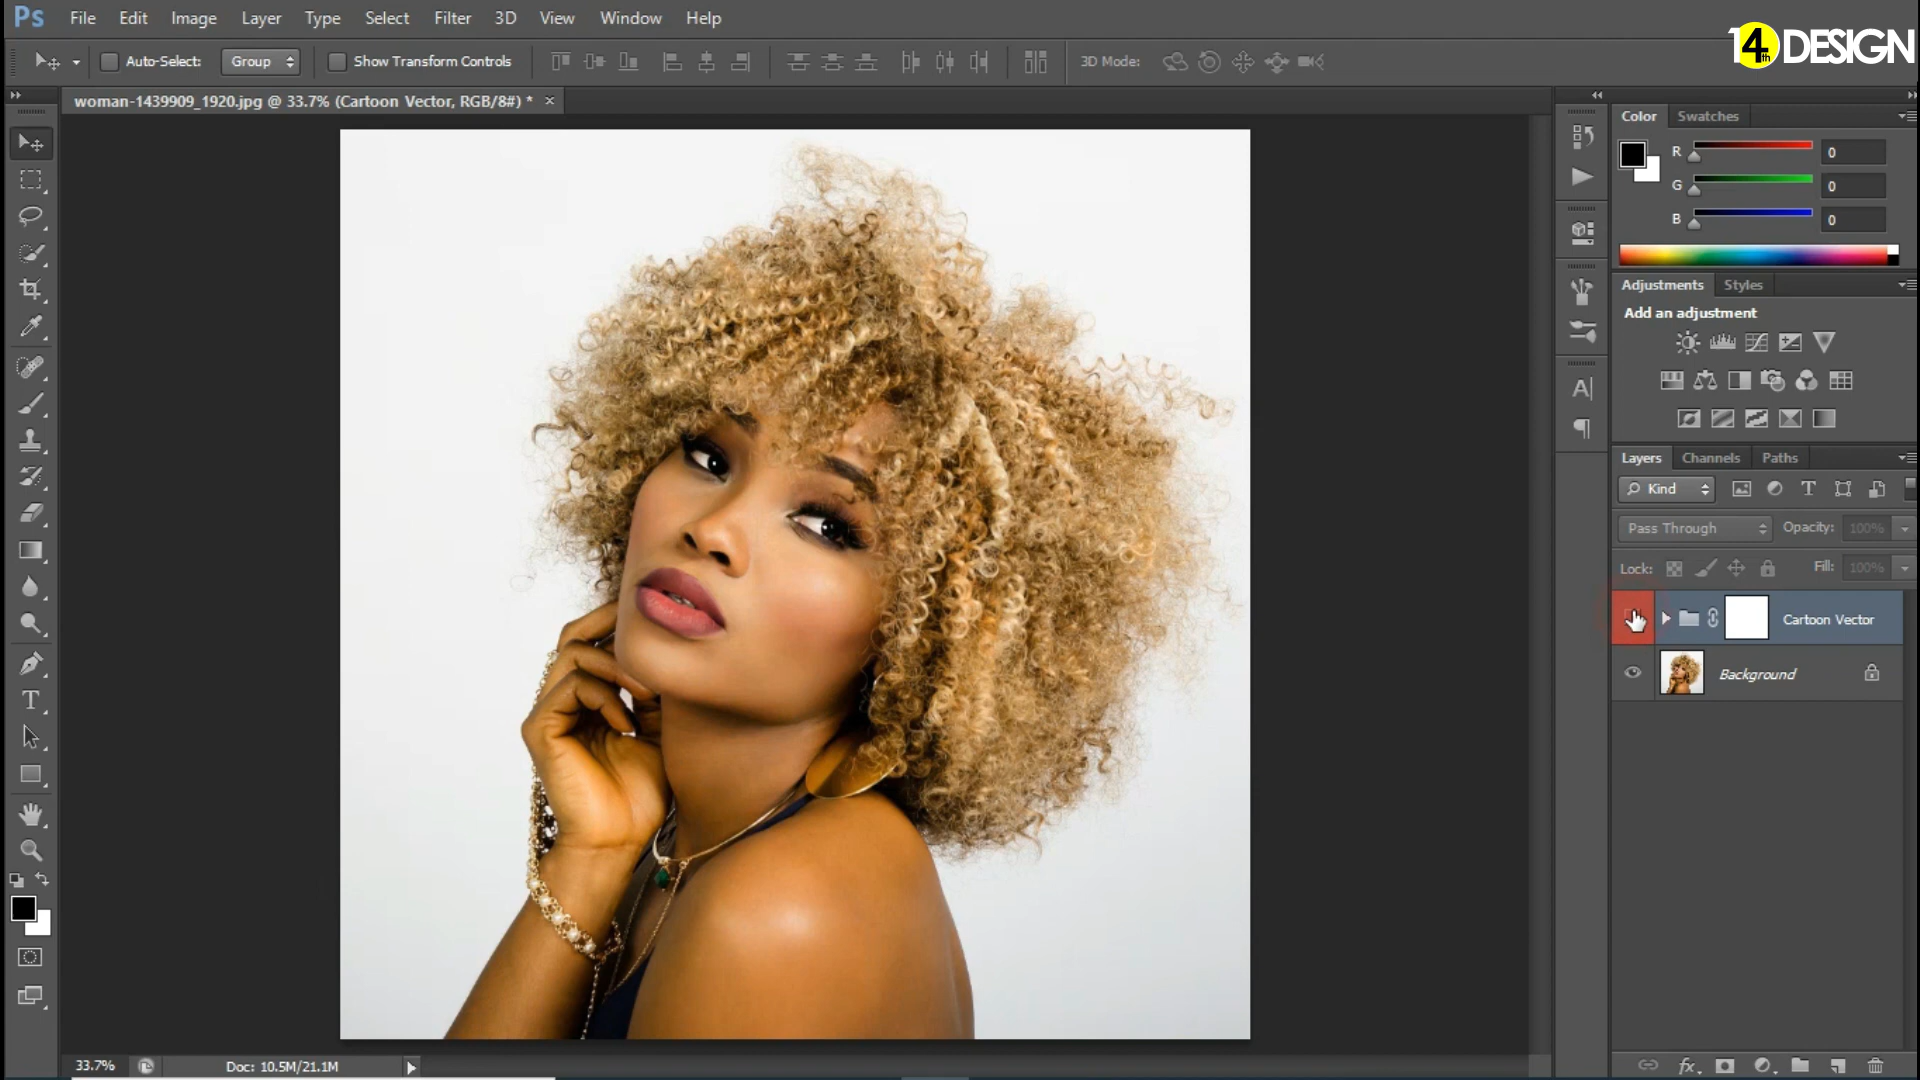 Ps File Edit Image Layer Type Select Filter 3D View Window Help
14th DESIGN
Auto-Select: Group Show Transform Controls 3D Mode:
woman-1439909_1920.jpg @ 33.7% (Cartoon Vector, RGB/8#) * ×
Color Swatches
R 0
G 0
B 0
Adjustments Styles
Add an adjustment
Layers Channels Paths
Kind
Pass Through Opacity: 100%
Lock: Fill: 100%
Cartoon Vector
Background
33.7% Doc: 10.5M/21.1M